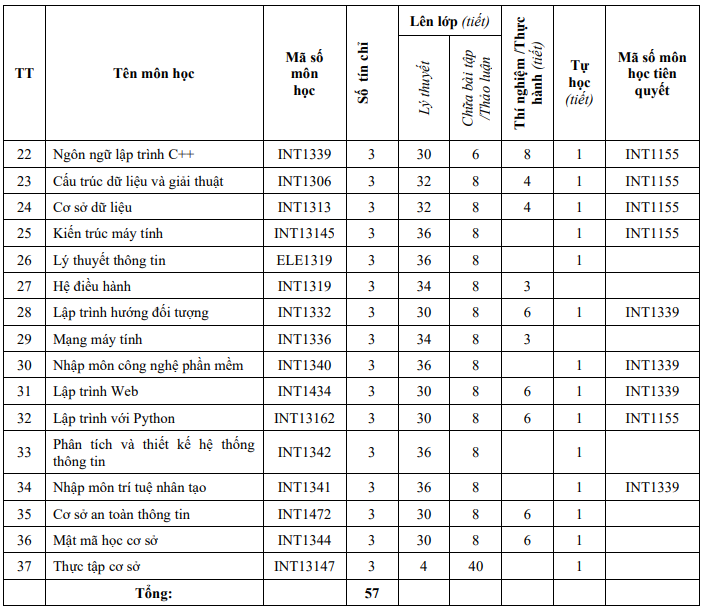 TT Tên môn học Mã số môn học Số tín chỉ Lên lớp (tiết) Lý thuyết Chữa bài tập /Thảo luận Thí nghiệm /Thực hành (tiết) Tự học (tiết) Mã số môn học tiên quyết
22 Ngôn ngữ lập trình C++ INT1339 3 30 6 8 1 INT1155
23 Cấu trúc dữ liệu và giải thuật INT1306 3 32 8 4 1 INT1155
24 Cơ sở dữ liệu INT1313 3 32 8 4 1 INT1155
25 Kiến trúc máy tính INT13145 3 36 8 1 INT1155
26 Lý thuyết thông tin ELE1319 3 36 8 1
27 Hệ điều hành INT1319 3 34 8 3
28 Lập trình hướng đối tượng INT1332 3 30 8 6 1 INT1339
29 Mạng máy tính INT1336 3 34 8 3
30 Nhập môn công nghệ phần mềm INT1340 3 36 8 1 INT1339
31 Lập trình Web INT1434 3 30 8 6 1 INT1339
32 Lập trình với Python INT13162 3 30 8 6 1 INT1155
33 Phân tích và thiết kế hệ thống thông tin INT1342 3 36 8 1
34 Nhập môn trí tuệ nhân tạo INT1341 3 36 8 1 INT1339
35 Cơ sở an toàn thông tin INT1472 3 30 8 6 1
36 Mật mã học cơ sở INT1344 3 30 8 6 1
37 Thực tập cơ sở INT13147 3 4 40 1
Tổng: 57